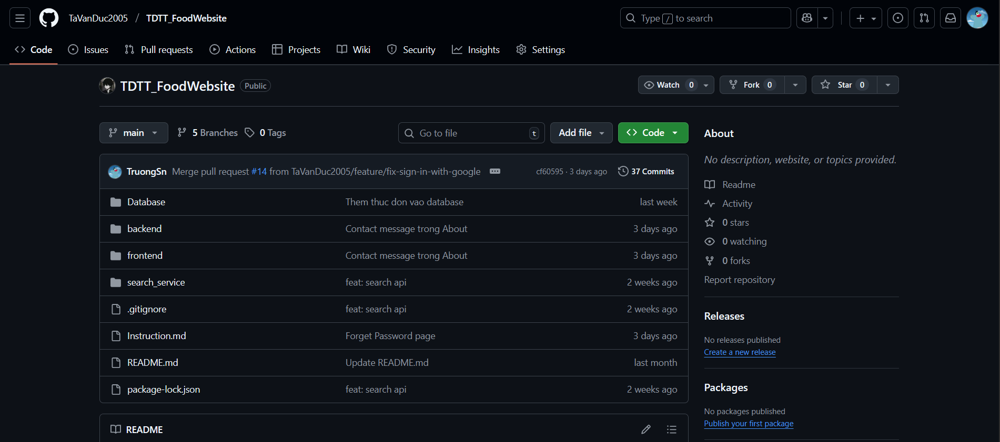 TaVanDuc2005 / TDTT_FoodWebsite
Type / to search
Code
Issues
Pull requests
Actions
Projects
Wiki
Security
Insights
Settings
TDTT_FoodWebsite Public
Watch 0
Fork 0
Star 0
main
5 Branches
0 Tags
Go to file t
Add file
Code
TruongSn Merge pull request #14 from TaVanDuc2005/feature/fix-sign-in-with-google
cf60595 · 3 days ago
37 Commits
Database Them thuc don vao database last week
backend Contact message trong About 3 days ago
frontend Contact message trong About 3 days ago
search_service feat: search api 2 weeks ago
.gitignore feat: search api 2 weeks ago
Instruction.md Forget Password page 3 days ago
README.md Update README.md last month
package-lock.json feat: search api 2 weeks ago
README
About
No description, website, or topics provided.
Readme
Activity
0 stars
0 watching
0 forks
Report repository
Releases
No releases published
Create a new release
Packages
No packages published
Publish your first package